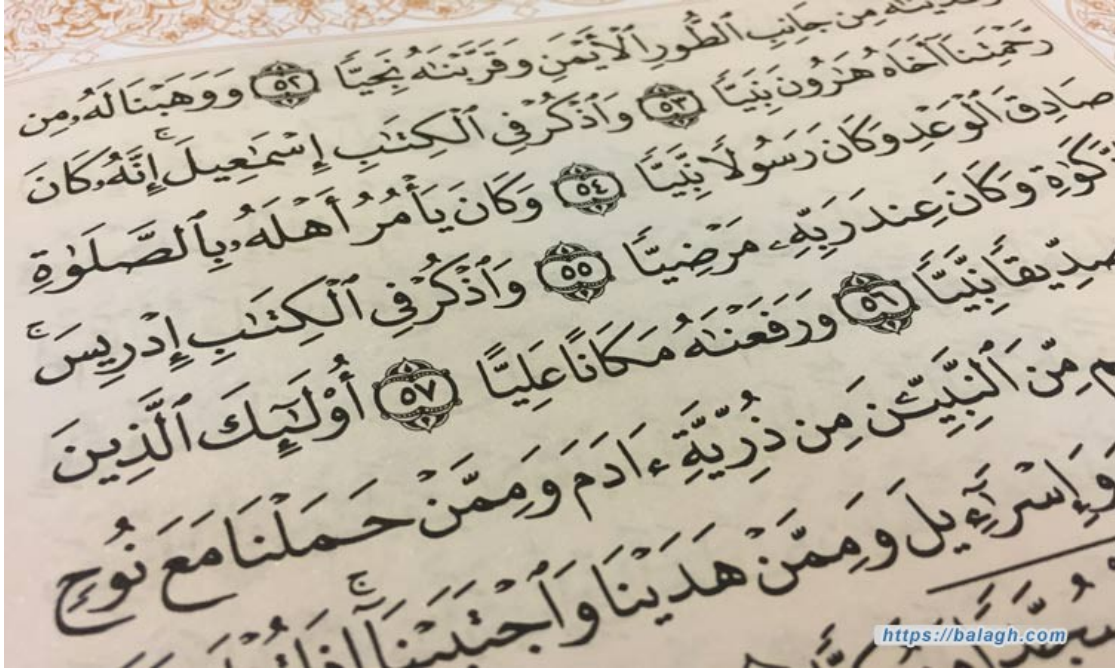 مِن جَانِبِ ٱلطُّورِ ٱلْأَيْمَنِ وَقَرَّبْنَٰهُ نَجِيًّا ٥٢ وَوَهَبْنَا لَهُۥ مِن
رَّحْمَتِنَآ أَخَاهُ هَٰرُونَ نَبِيًّا ٥٣ وَٱذْكُرْ فِى ٱلْكِتَٰبِ إِسْمَٰعِيلَ ۚ إِنَّهُۥ كَانَ
صَادِقَ ٱلْوَعْدِ وَكَانَ رَسُولًا نَّبِيًّا ٥٤ وَكَانَ يَأْمُرُ أَهْلَهُۥ بِٱلصَّلَوٰةِ
وَكَانَ عِندَ رَبِّهِۦ مَرْضِيًّا ٥٥ وَٱذْكُرْ فِى ٱلْكِتَٰبِ إِدْرِيسَ ۚ
صِدِّيقًا نَّبِيًّا ٥٦ وَرَفَعْنَٰهُ مَكَانًا عَلِيًّا ٥٧ أُو۟لَٰٓئِكَ ٱلَّذِينَ
مِّنَ ٱلنَّبِيِّـۧنَ مِن ذُرِّيَّةِ ءَادَمَ وَمِمَّنْ حَمَلْنَا مَعَ نُوحٍ
وَإِسْرَٰٓءِيلَ وَمِمَّنْ هَدَيْنَا وَٱجْتَبَيْنَآ ۚ إِذَا
سُجَّدًا
https://balagh.com